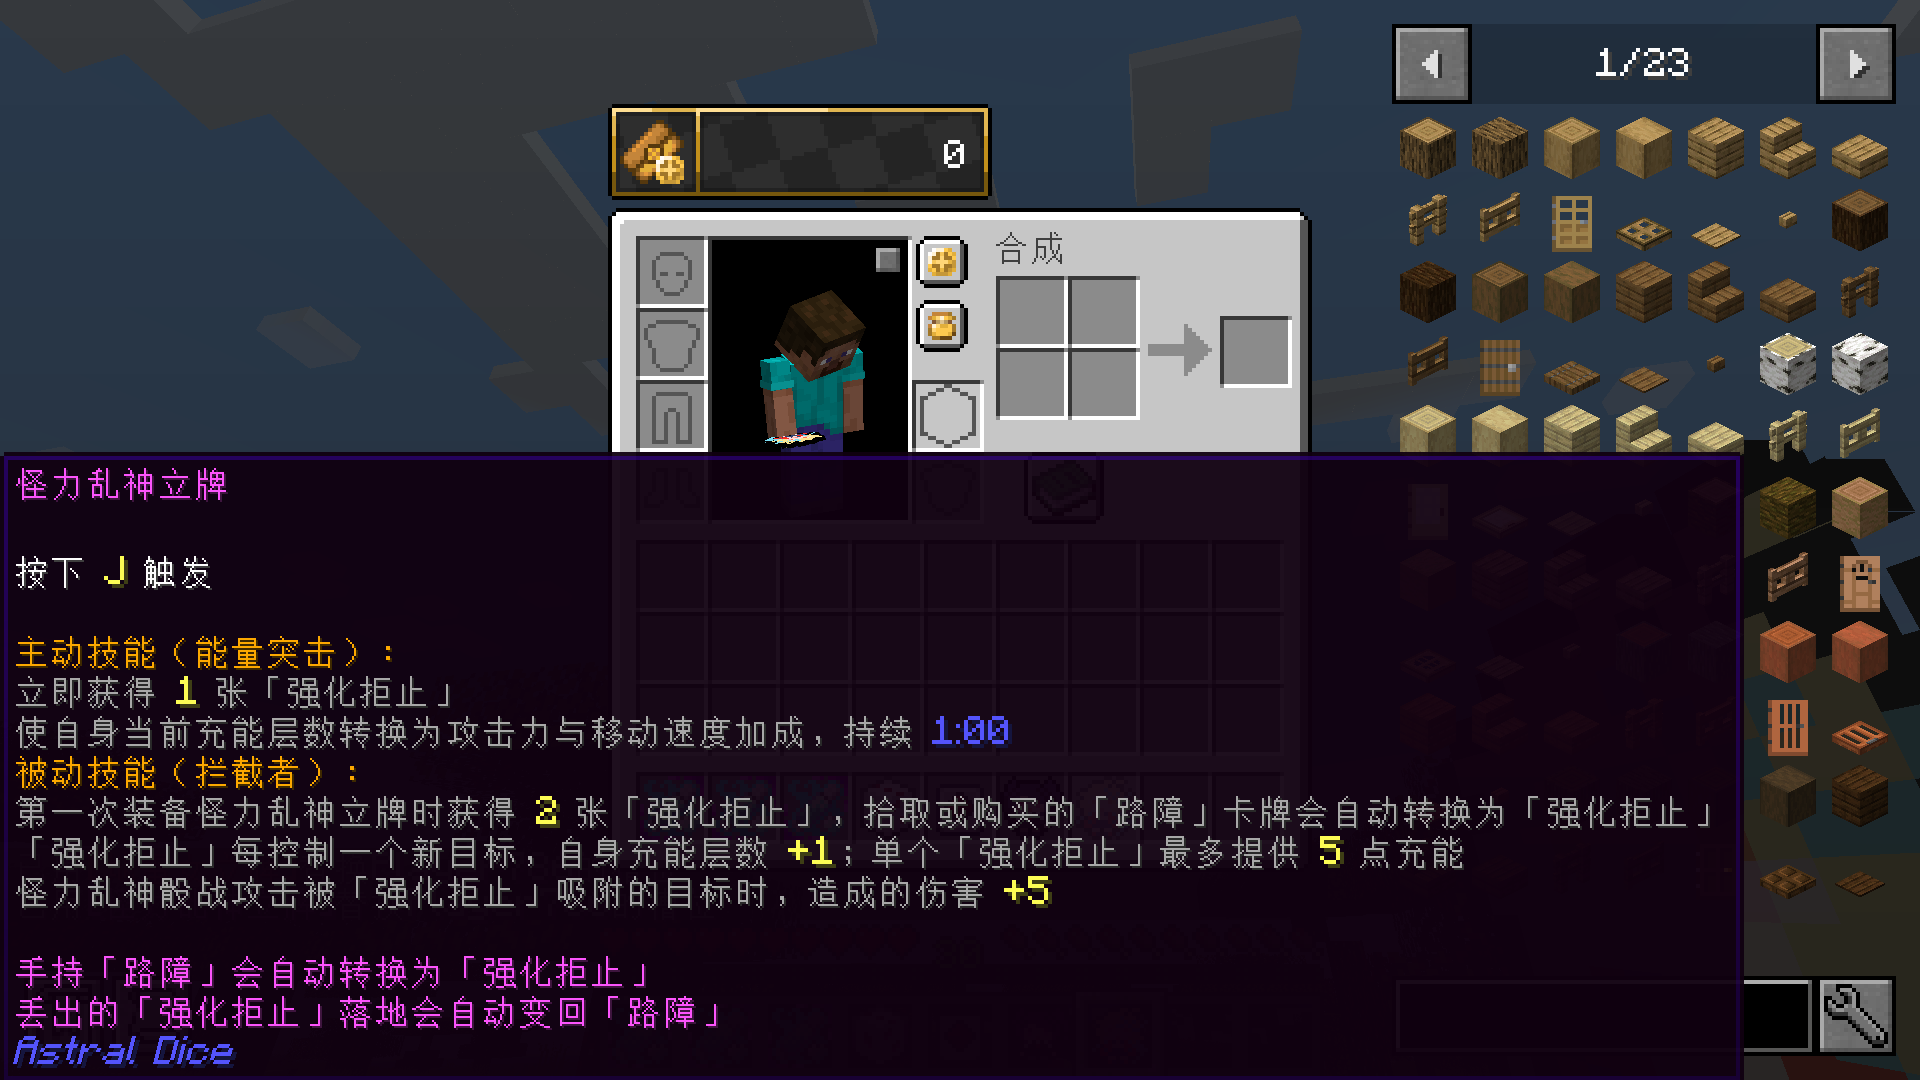 1/23
0
合成
怪力乱神立牌
按下 J 触发
主动技能（能量突击）：
立即获得 1 张「强化拒止」
使自身当前充能层数转换为攻击力与移动速度加成，持续 1:00
被动技能（拦截者）：
第一次装备怪力乱神立牌时获得 2 张「强化拒止」，拾取或购买的「路障」卡牌会自动转换为「强化拒止」
「强化拒止」每控制一个新目标，自身充能层数 +1；单个「强化拒止」最多提供 5 点充能
怪力乱神骰战攻击被「强化拒止」吸附的目标时，造成的伤害 +5
手持「路障」会自动转换为「强化拒止」
丢出的「强化拒止」落地会自动变回「路障」
Astral Dice